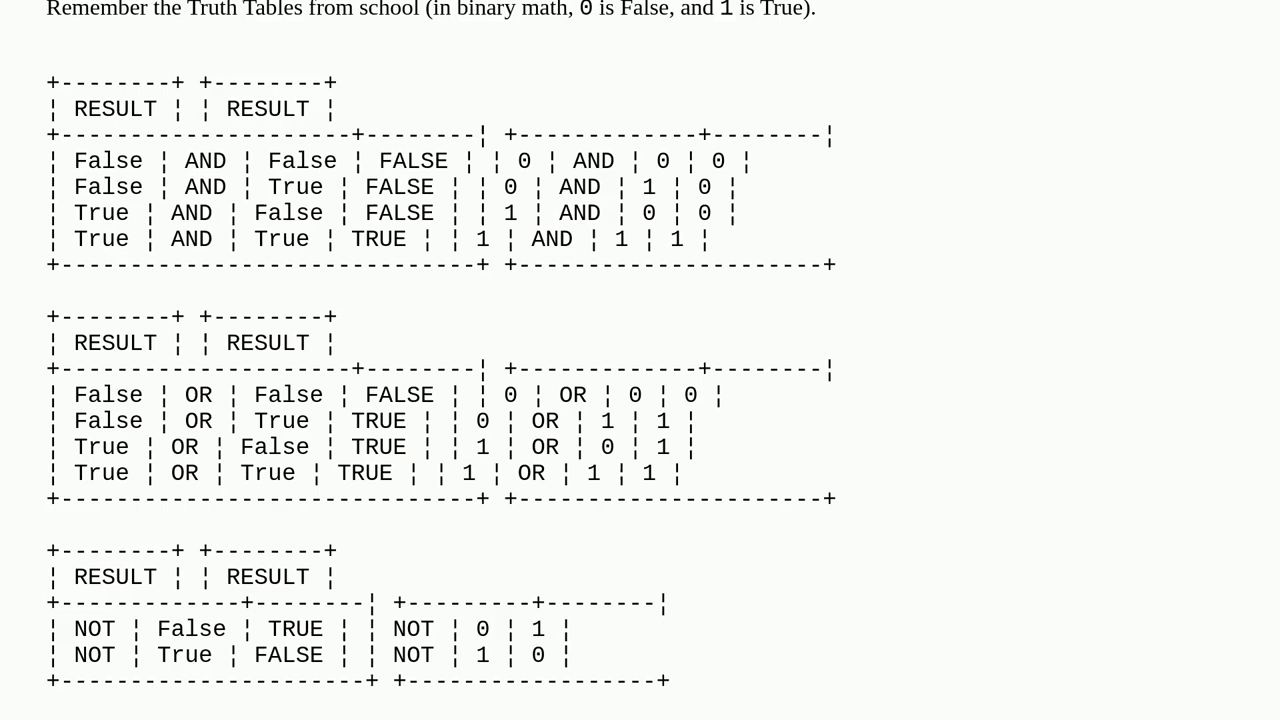 Remember the Truth Tables from school (in binary math, 0 is False, and 1 is True).
+--------+ +--------+
¦ RESULT ¦ ¦ RESULT ¦
+---------------------+--------¦ +-------------+--------¦
¦ False ¦ AND ¦ False ¦ FALSE ¦ ¦ 0 ¦ AND ¦ 0 ¦ 0 ¦
¦ False ¦ AND ¦ True ¦ FALSE ¦ ¦ 0 ¦ AND ¦ 1 ¦ 0 ¦
¦ True ¦ AND ¦ False ¦ FALSE ¦ ¦ 1 ¦ AND ¦ 0 ¦ 0 ¦
¦ True ¦ AND ¦ True ¦ TRUE ¦ ¦ 1 ¦ AND ¦ 1 ¦ 1 ¦
+------------------------------+ +----------------------+
+--------+ +--------+
¦ RESULT ¦ ¦ RESULT ¦
+---------------------+--------¦ +-------------+--------¦
¦ False ¦ OR ¦ False ¦ FALSE ¦ ¦ 0 ¦ OR ¦ 0 ¦ 0 ¦
¦ False ¦ OR ¦ True ¦ TRUE ¦ ¦ 0 ¦ OR ¦ 1 ¦ 1 ¦
¦ True ¦ OR ¦ False ¦ TRUE ¦ ¦ 1 ¦ OR ¦ 0 ¦ 1 ¦
¦ True ¦ OR ¦ True ¦ TRUE ¦ ¦ 1 ¦ OR ¦ 1 ¦ 1 ¦
+------------------------------+ +----------------------+
+--------+ +--------+
¦ RESULT ¦ ¦ RESULT ¦
+-------------+--------¦ +---------+--------¦
¦ NOT ¦ False ¦ TRUE ¦ ¦ NOT ¦ 0 ¦ 1 ¦
¦ NOT ¦ True ¦ FALSE ¦ ¦ NOT ¦ 1 ¦ 0 ¦
+----------------------+ +------------------+